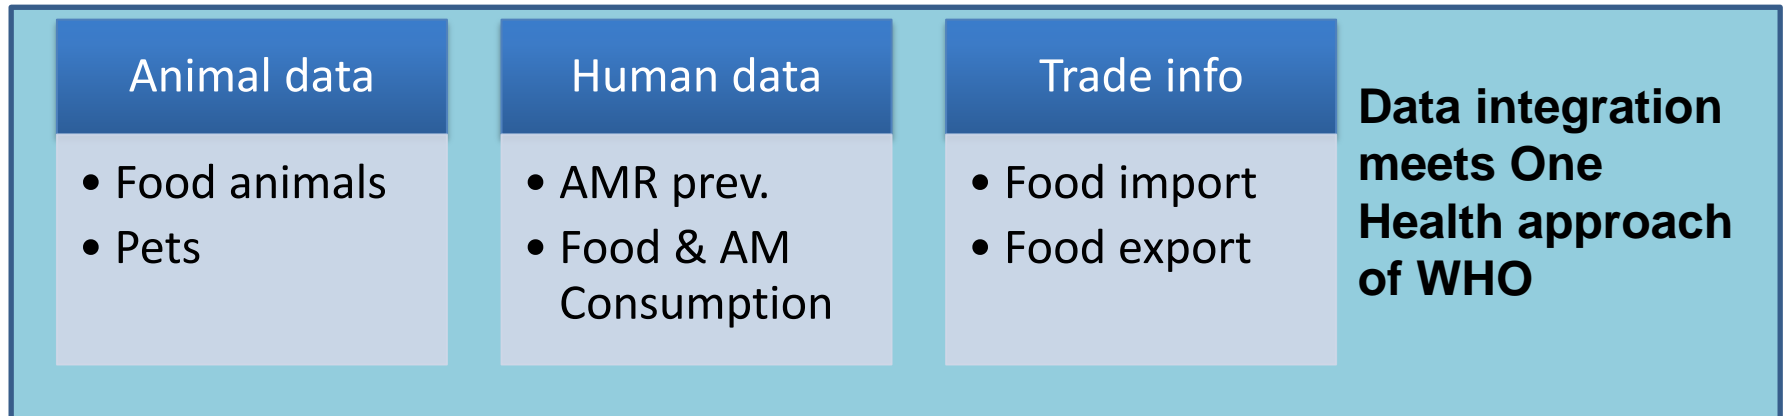 Animal data
• Food animals
• Pets
Human data
• AMR prev.
• Food & AM
Consumption
Trade info
• Food import
• Food export
Data integration
meets One
Health approach
of WHO